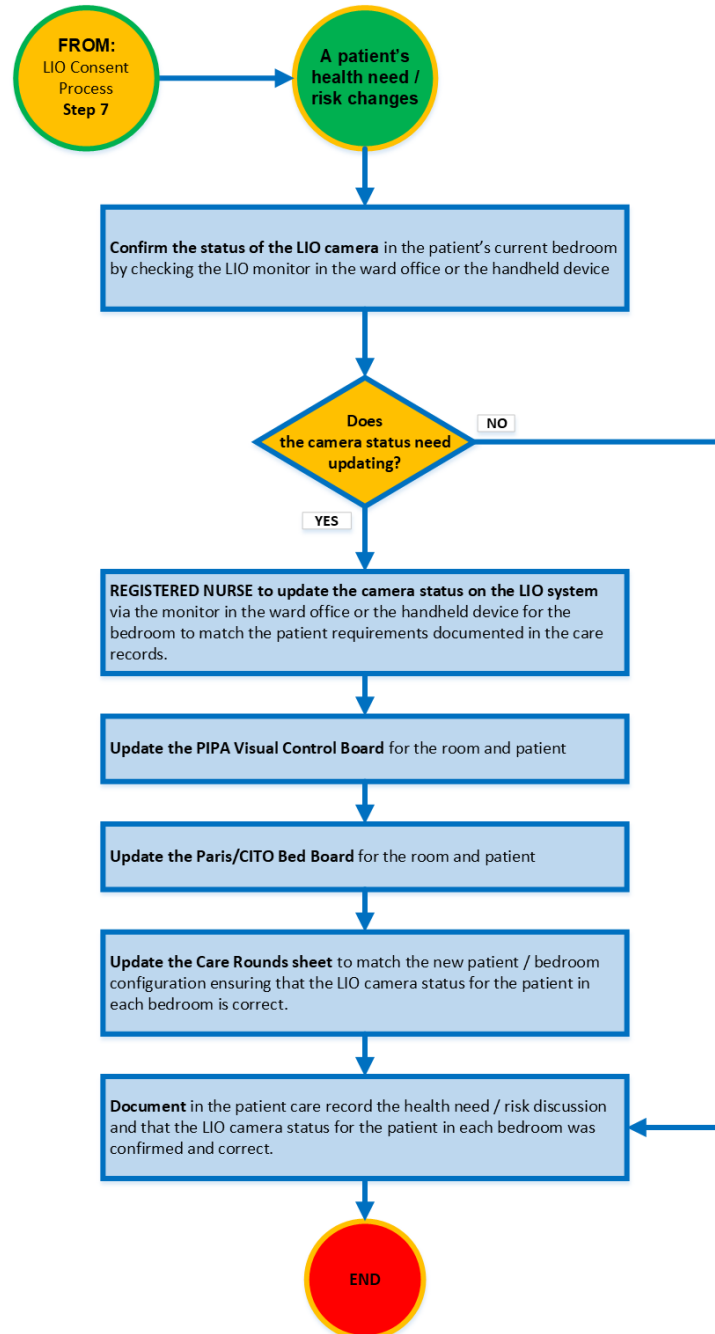 FROM:
LIO Consent
Process
Step 7
A patient's
health need /
risk changes
Confirm the status of the LIO camera in the patient's current bedroom
by checking the LIO monitor in the ward office or the handheld device
Does
the camera status need
updating?
NO
YES
REGISTERED NURSE to update the camera status on the LIO system
via the monitor in the ward office or the handheld device for the
bedroom to match the patient requirements documented in the care
records.
Update the PIPA Visual Control Board for the room and patient
Update the Paris/CITO Bed Board for the room and patient
Update the Care Rounds sheet to match the new patient / bedroom
configuration ensuring that the LIO camera status for the patient in
each bedroom is correct.
Document in the patient care record the health need / risk discussion
and that the LIO camera status for the patient in each bedroom was
confirmed and correct.
END